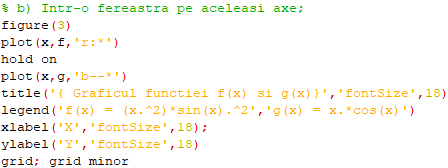 % b) Intr-o fereastra pe aceleasi axe;
figure(3)
plot(x,f,'r:*')
hold on
plot(x,g,'b--*')
title('{ Graficul functiei f(x) si g(x)}','fontSize',18)
legend('f(x) = (x.^2)*sin(x).^2','g(x) = x.*cos(x)')
xlabel('X','fontSize',18);
ylabel('Y','fontSize',18)
grid; grid minor